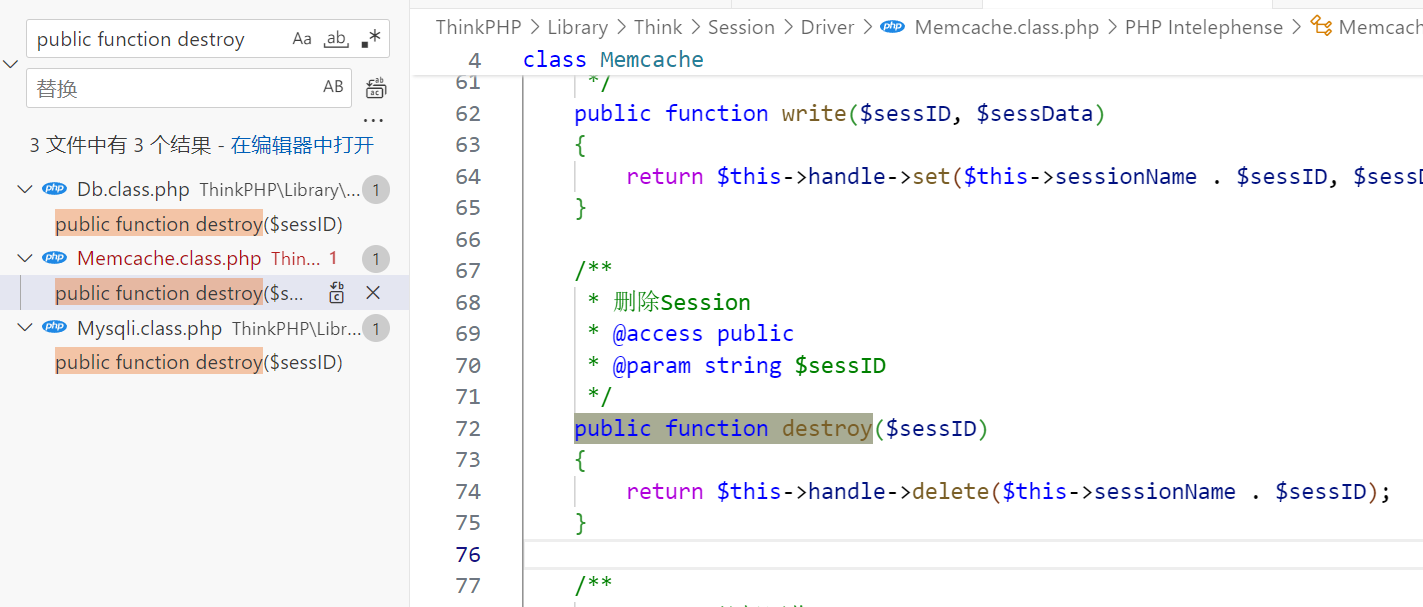 public function destroy Aa ab .*
替换 AB
3 文件中有 3 个结果 - 在编辑器中打开
php Db.class.php ThinkPHP\Library\... 1
public function destroy($sessID)
php Memcache.class.php Thin... 1 1
public function destroy($s...
php Mysqli.class.php ThinkPHP\Libr... 1
public function destroy($sessID)
ThinkPHP > Library > Think > Session > Driver > php Memcache.class.php > PHP Intelephense > Memcach
4 class Memcache
61 */
62 public function write($sessID, $sessData)
63 {
64 return $this->handle->set($this->sessionName . $sessID, $sessD
65 }
66
67 /**
68 * 删除Session
69 * @access public
70 * @param string $sessID
71 */
72 public function destroy($sessID)
73 {
74 return $this->handle->delete($this->sessionName . $sessID);
75 }
76
77 /**